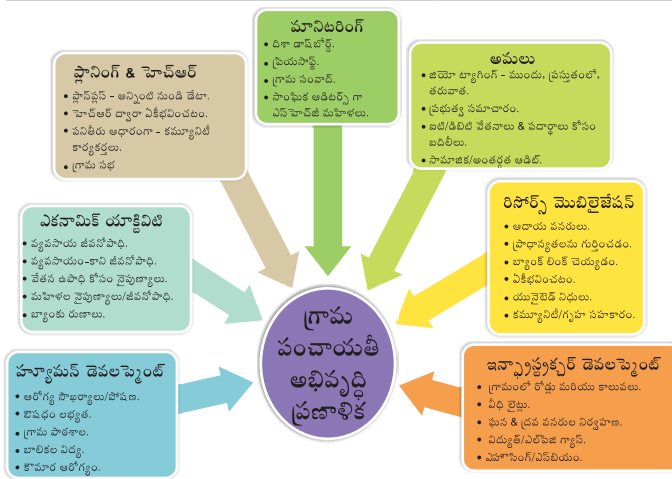 మానిటరింగ్
• దిశా డాష్‌బోర్డ్.
• ప్రియసాఫ్ట్.
• గ్రామ సంవాద్.
• సాంఘిక ఆడిటర్స్ గా
ఎస్‌హెచ్‌జీ మహిళలు.
ప్లానింగ్ & హెచ్ఆర్
• ప్లాన్‌ప్లస్ – అన్నింటి నుండి డేటా.
• హెచ్ఆర్ ద్వారా ఏకీభవించటం.
• పనితీరు ఆధారంగా – కమ్యూనిటీ
కార్యకర్తలు.
• గ్రామ సభ
అమలు
• జియో ట్యాగింగ్ – ముందు, ప్రస్తుతంలో,
తరువాత.
• ప్రభుత్వ సమాచారం.
• ఐటి/డిబిటి వేతనాలు & పదార్థాలు కోసం
బదిలీలు.
• సామాజిక/అంతర్గత ఆడిట్.
ఎకనామిక్ యాక్టివిటి
• వ్యవసాయ జీవనోపాధి.
• వ్యవసాయం-కాని జీవనోపాధి.
• వేతన ఉపాధి కోసం నైపుణ్యాలు.
• మహిళల నైపుణ్యాలు/జీవనోపాధి.
• బ్యాంకు రుణాలు.
రిసోర్స్ మొబిలైజేషన్
• ఆదాయ వనరులు.
• ప్రాధాన్యతలను గుర్తించడం.
• బ్యాంక్ లింక్ చెయ్యడం.
• ఏకీభవించటం.
• యునైటెడ్ నిధులు.
• కమ్యూనిటీ/గృహ సహకారం.
గ్రామ
పంచాయతీ
అభివృద్ధి
ప్రణాళిక
హ్యూమన్ డెవలప్మెంట్
• ఆరోగ్య సౌభర్యాలు/పోషణ.
• ఔషధం లభ్యత.
• గ్రామ పాఠశాల.
• బాలికల విద్య.
• కౌమార ఆరోగ్యం.
ఇన్ఫ్రాస్ట్రక్చర్ డెవలప్మెంట్
• గ్రామంలో రోడ్లు మరియు కాలువలు.
• వీధి లైట్లు.
• ఘన & ద్రవ వనరుల నిర్వహణ.
• విద్యుత్/ఎల్‌పిజి గ్యాస్.
• ఎహౌసింగ్/ఎస్‌బియం.